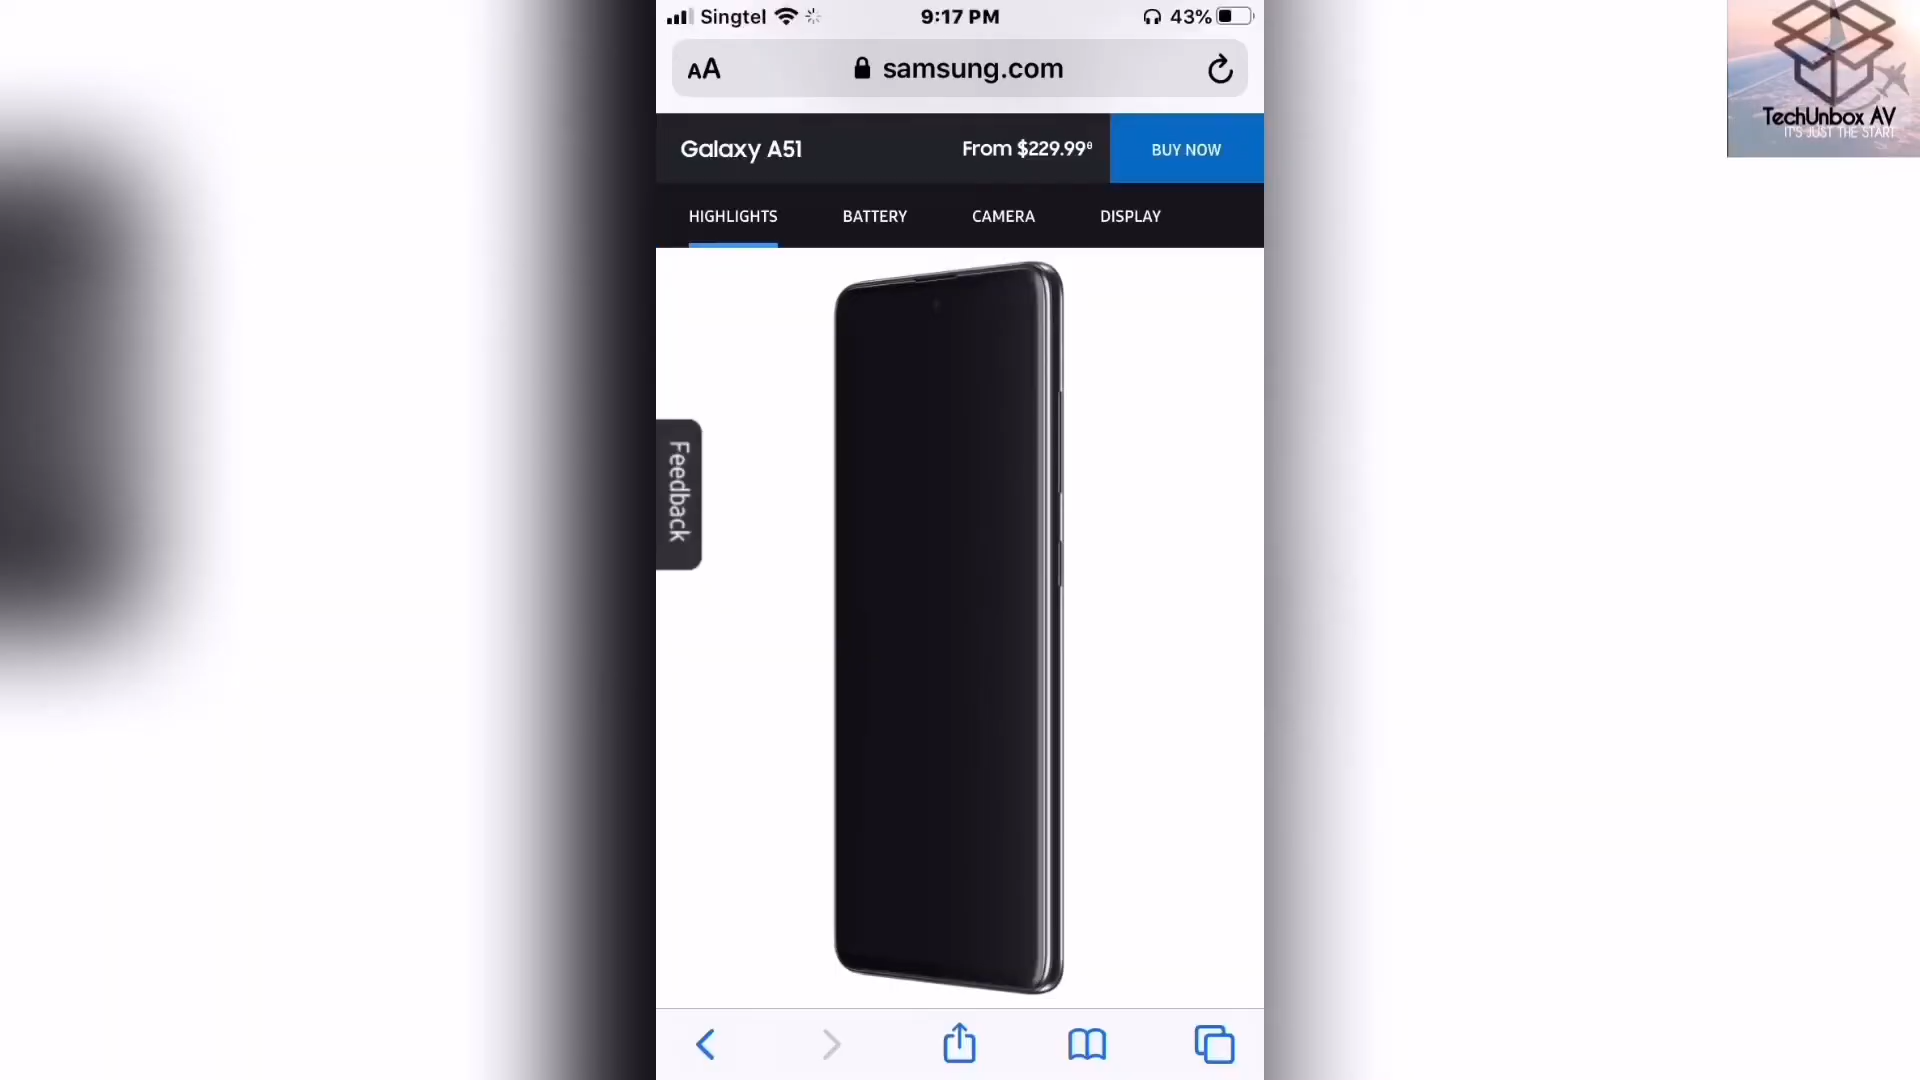 Singtel
9:17 PM
43%
AA
samsung.com
Galaxy A51
From $229.99⁰
BUY NOW
HIGHLIGHTS
BATTERY
CAMERA
DISPLAY
Feedback
TechUnbox AV
IT'S JUST THE START